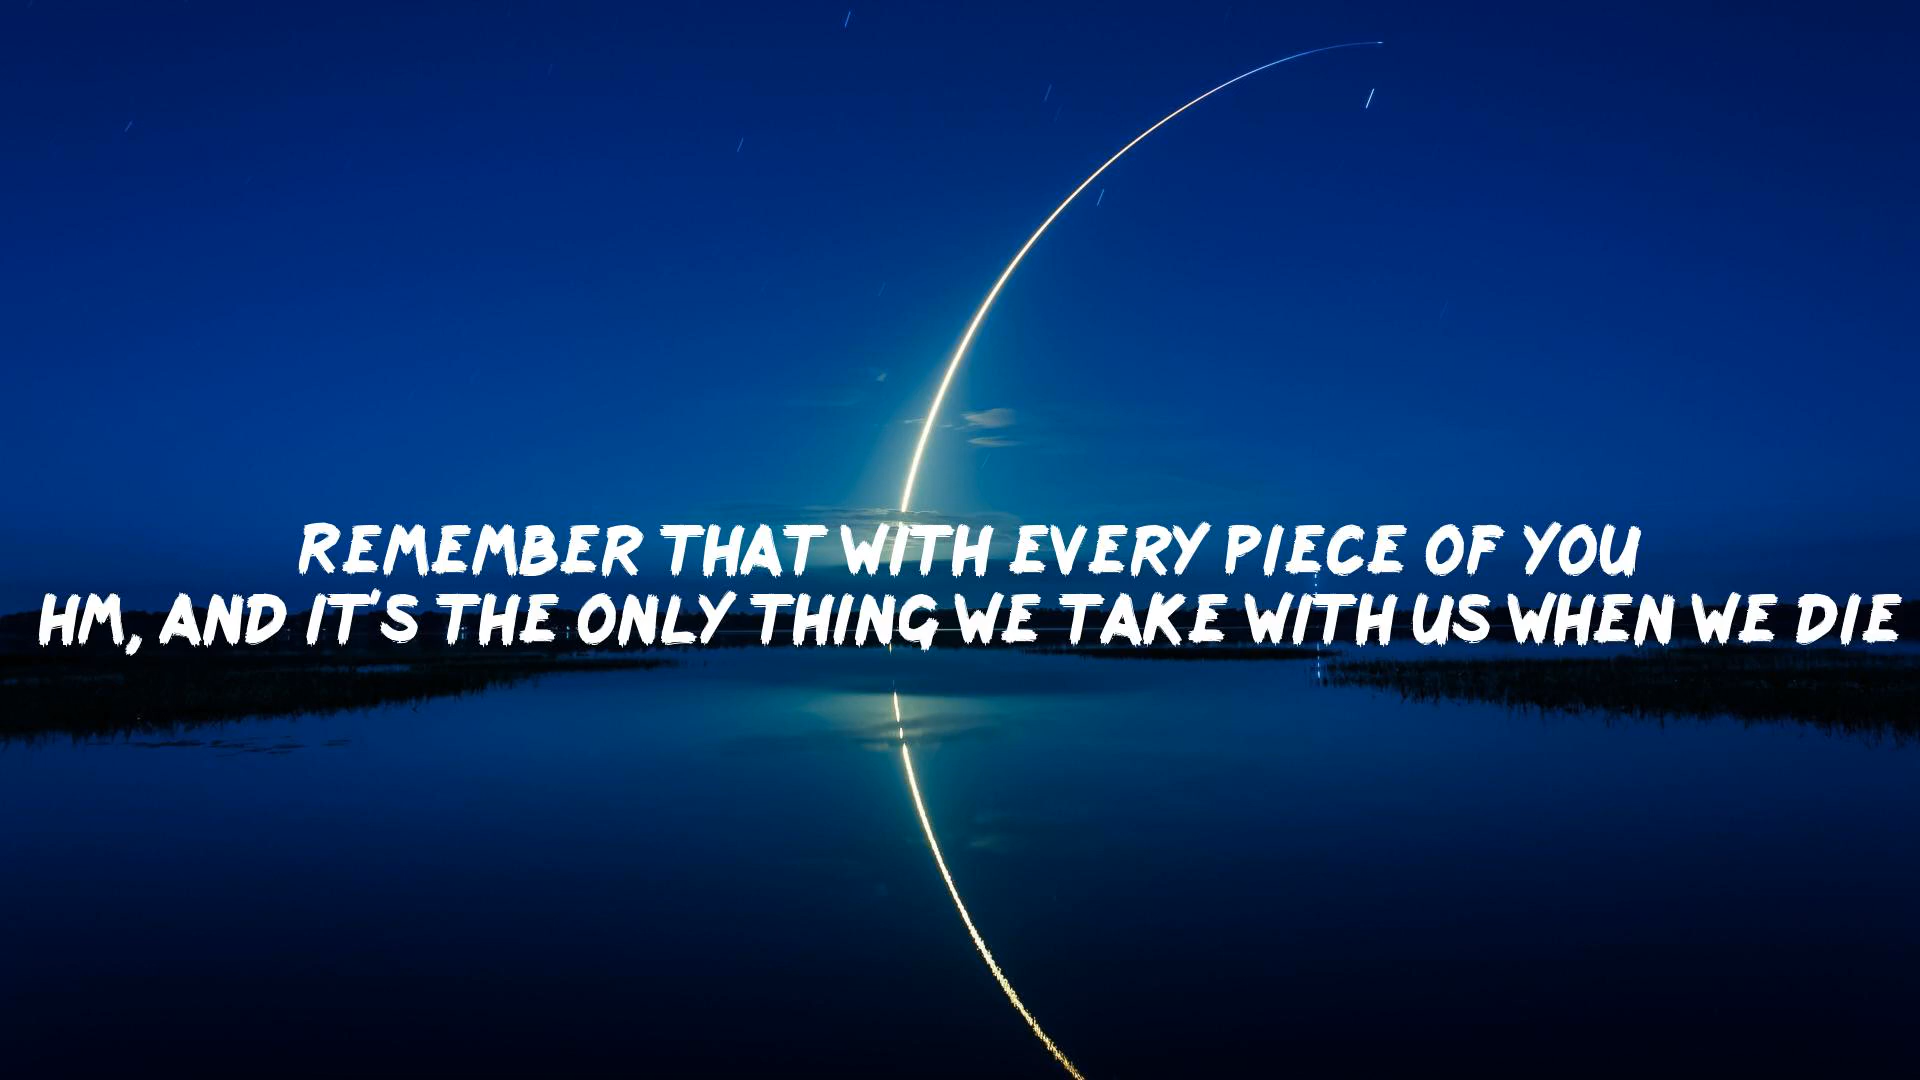 REMEMBER THAT WITH EVERY PIECE OF YOU
HM, AND IT'S THE ONLY THING WE TAKE WITH US WHEN WE DIE